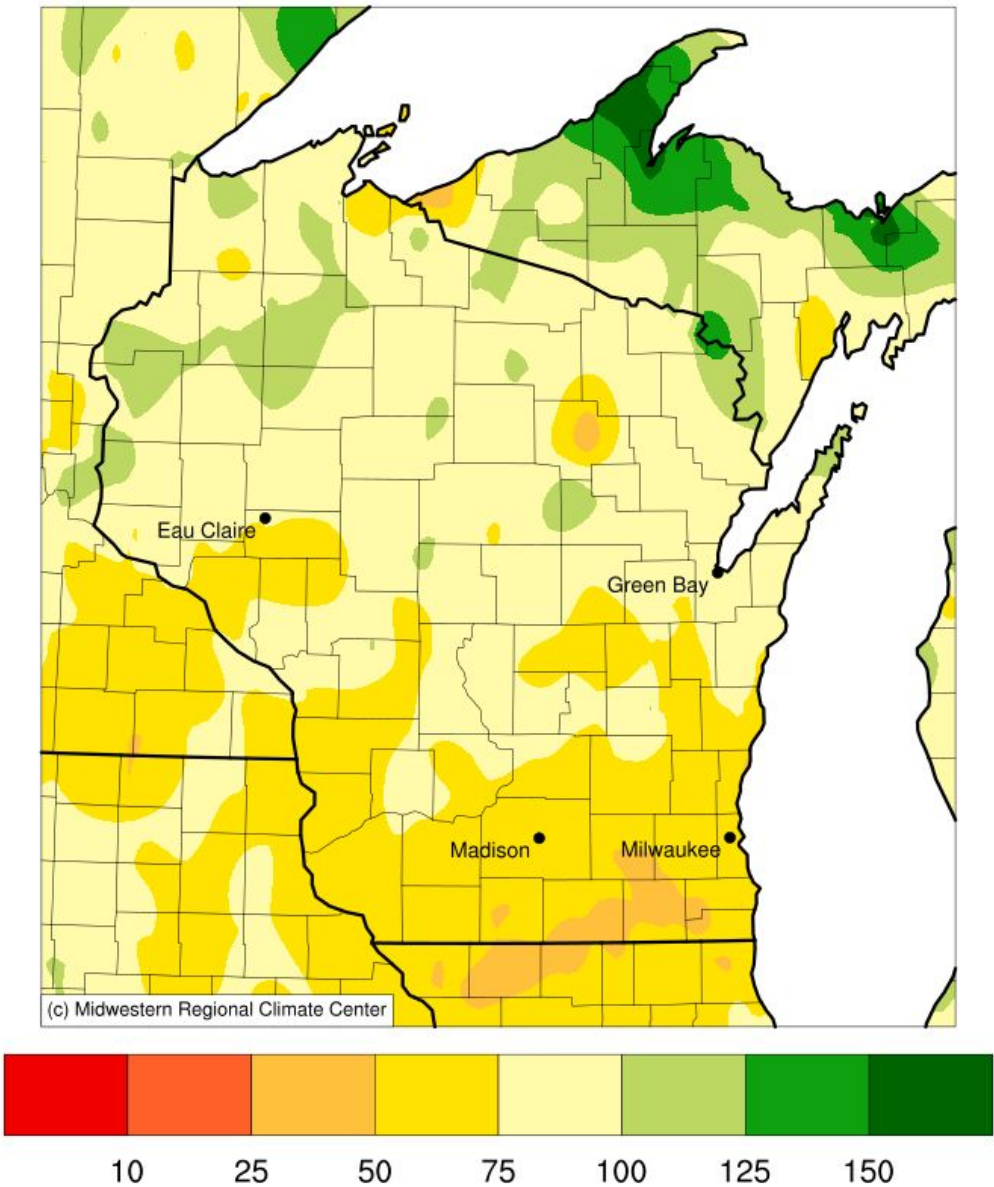 Eau Claire
Green Bay
Madison
Milwaukee
(c) Midwestern Regional Climate Center
10 25 50 75 100 125 150